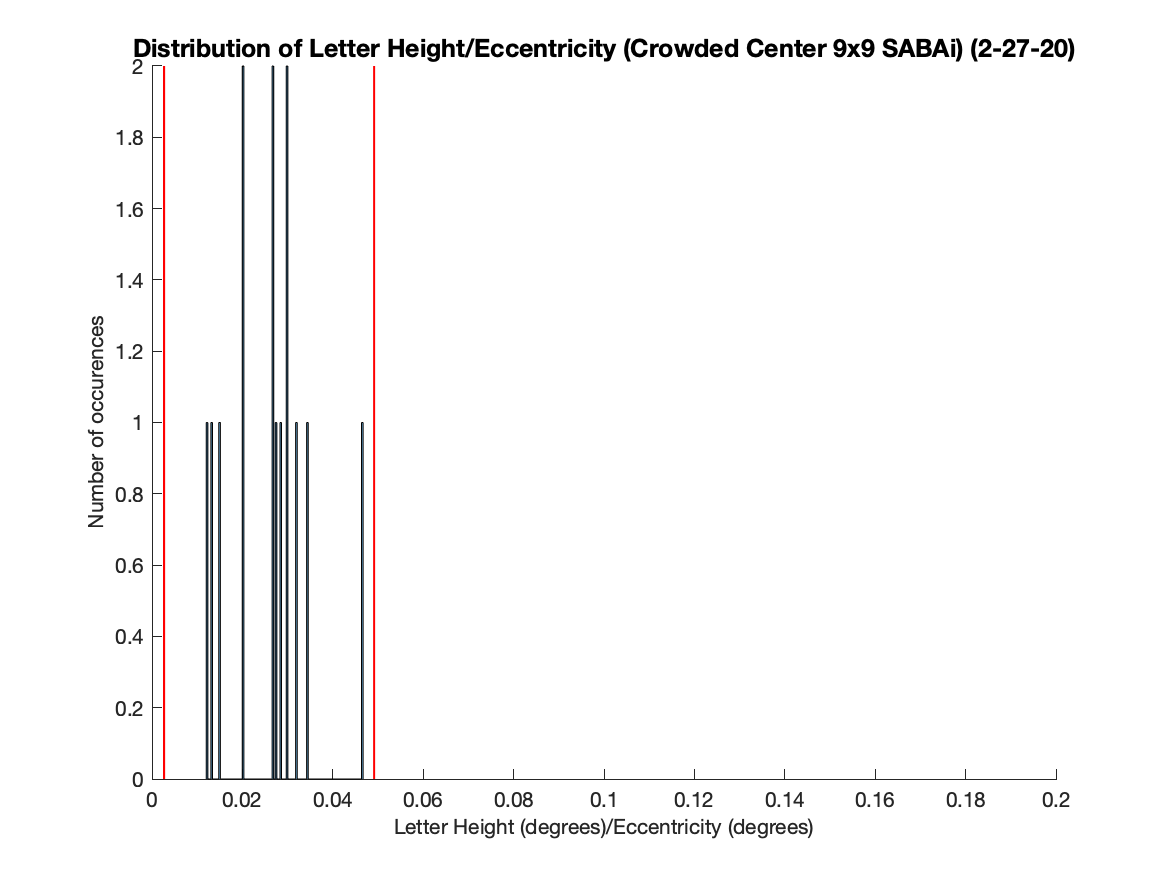 Distribution of Letter Height/Eccentricity (Crowded Center 9x9 SABAi) (2-27-20)
2
1.8
1.6
1.4
1.2
1
0.8
0.6
0.4
0.2
0
Number of occurences
0 0.02 0.04 0.06 0.08 0.1 0.12 0.14 0.16 0.18 0.2
Letter Height (degrees)/Eccentricity (degrees)